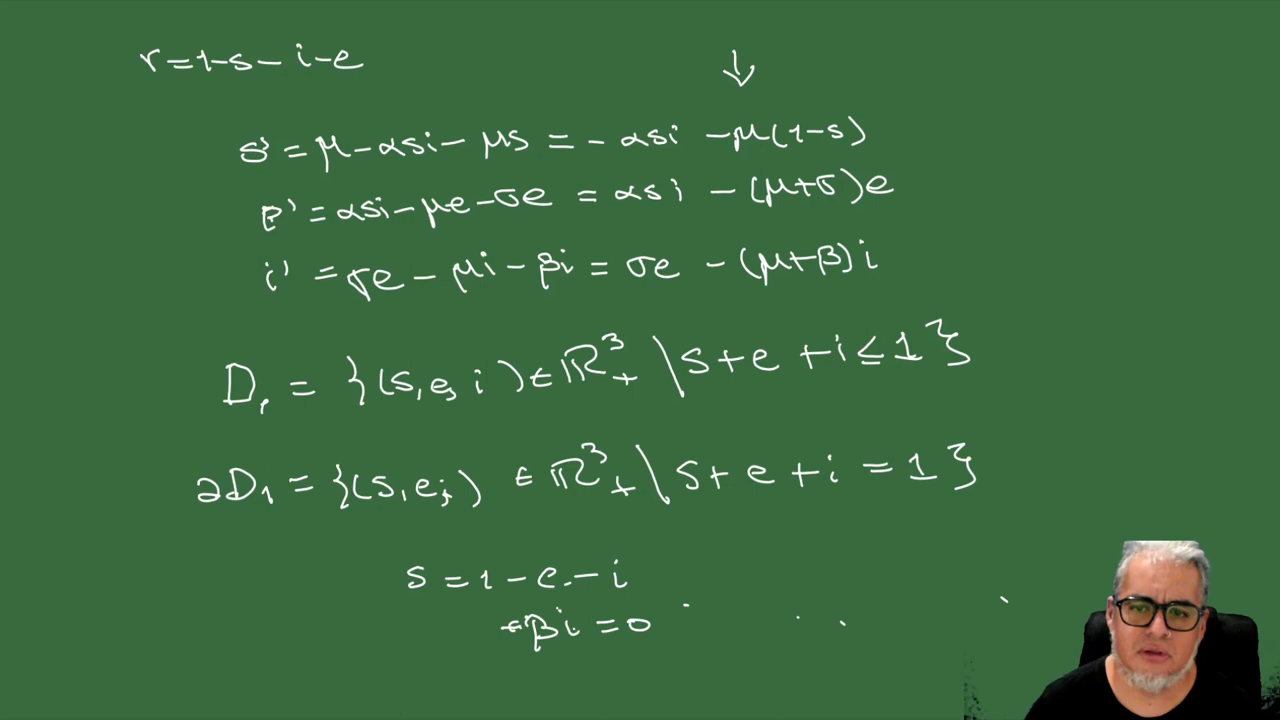 r=1-s-i-e
↓
s'=μ-αsi-μs=-αsi-μ(1-s)
e'=αsi-μe-σe=αsi-(μ+σ)e
i'=σe-μi-βi=σe-(μ+β)i
D₁={(s,e,i)∈ℝ³₊\s+e+i≤1}
∂D₁={(s,e,i)∈ℝ³₊\s+e+i=1}
s=1-e-i
βi=0